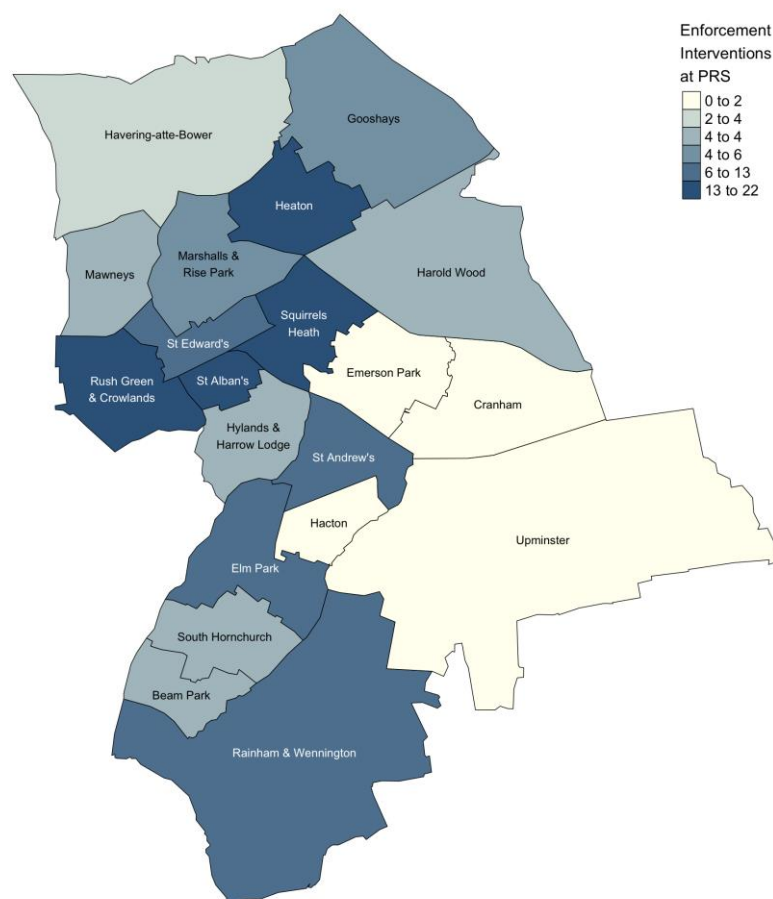 Enforcement
Interventions
at PRS
0 to 2
2 to 4
4 to 4
4 to 6
6 to 13
13 to 22
Gooshays
Havering-atte-Bower
Heaton
Marshalls &
Rise Park
Mawneys
Harold Wood
Squirrels
Heath
St Edward's
Emerson Park
Rush Green
& Crowlands
St Alban's
Cranham
Hylands &
Harrow Lodge
St Andrew's
Hacton
Upminster
Elm Park
South Hornchurch
Beam Park
Rainham & Wennington